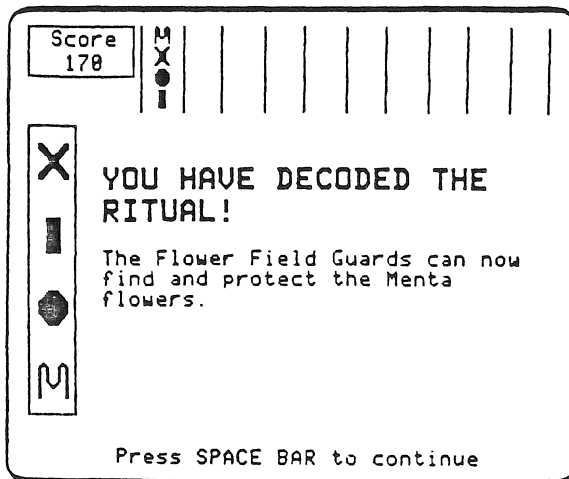 Score
170
YOU HAVE DECODED THE
RITUAL!
The Flower Field Guards can now
find and protect the Menta
flowers.
Press SPACE BAR to continue